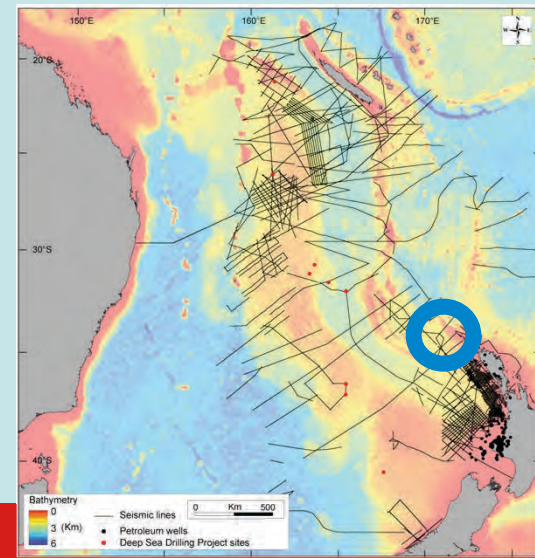 150°E 160°E 170°E
N
W E
S
20°S
30°S
40°S
Bathymetry
0
3 (Km)
6
Seismic lines
Petroleum wells
Deep Sea Drilling Project sites
0 Km 500